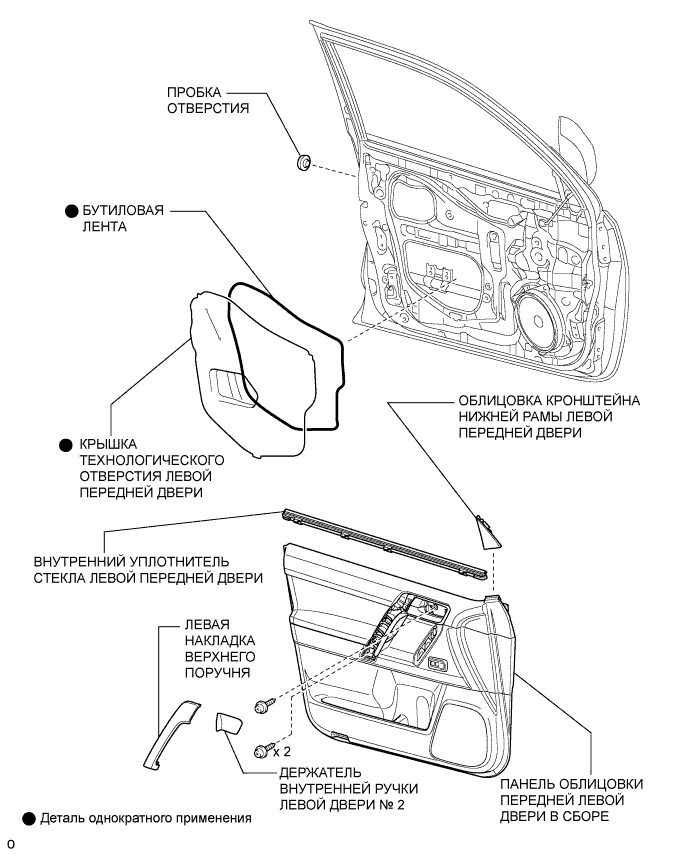 ПРОБКА
ОТВЕРСТИЯ
БУТИЛОВАЯ
ЛЕНТА
ОБЛИЦОВКА КРОНШТЕЙНА
НИЖНЕЙ РАМЫ ЛЕВОЙ
ПЕРЕДНЕЙ ДВЕРИ
КРЫШКА
ТЕХНОЛОГИЧЕСКОГО
ОТВЕРСТИЯ ЛЕВОЙ
ПЕРЕДНЕЙ ДВЕРИ
ВНУТРЕННИЙ УПЛОТНИТЕЛЬ
СТЕКЛА ЛЕВОЙ ПЕРЕДНЕЙ ДВЕРИ
ЛЕВАЯ
НАКЛАДКА
ВЕРХНЕГО
ПОРУЧНЯ
x 2
ДЕРЖАТЕЛЬ
ВНУТРЕННЕЙ РУЧКИ
ЛЕВОЙ ДВЕРИ № 2
ПАНЕЛЬ ОБЛИЦОВКИ
ПЕРЕДНЕЙ ЛЕВОЙ
ДВЕРИ В СБОРЕ
Деталь однократного применения
O